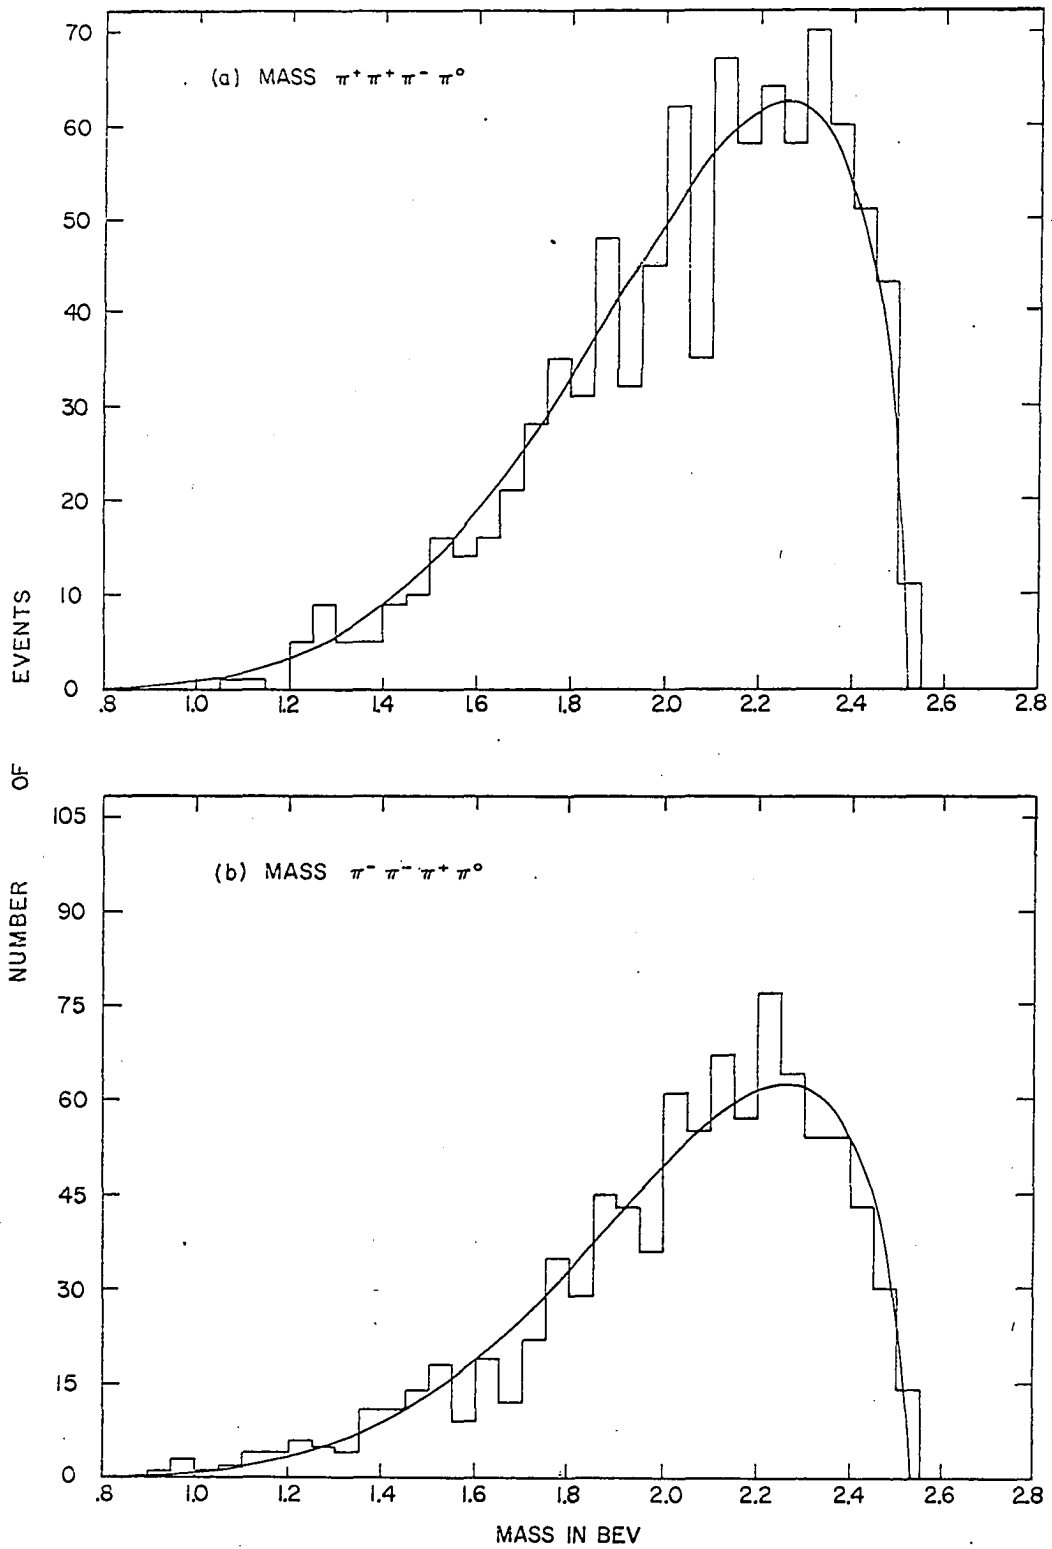 70
60
50
40
30
20
10
0
(a) MASS π⁺ π⁺ π⁻ π⁰
.8 1.0 1.2 1.4 1.6 1.8 2.0 2.2 2.4 2.6 2.8
NUMBER OF EVENTS
105
90
75
60
45
30
15
0
(b) MASS π⁻ π⁻ π⁺ π⁰
.8 1.0 1.2 1.4 1.6 1.8 2.0 2.2 2.4 2.6 2.8
MASS IN BEV